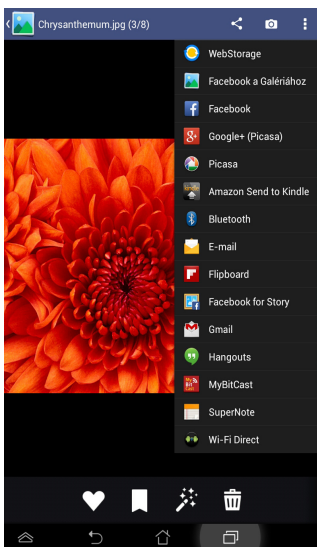 Chrysanthemum.jpg (3/8)
WebStorage
Facebook a Galériához
Facebook
Google+ (Picasa)
Picasa
Amazon Send to Kindle
Bluetooth
E-mail
Flipboard
Facebook for Story
Gmail
Hangouts
MyBitCast
SuperNote
Wi-Fi Direct